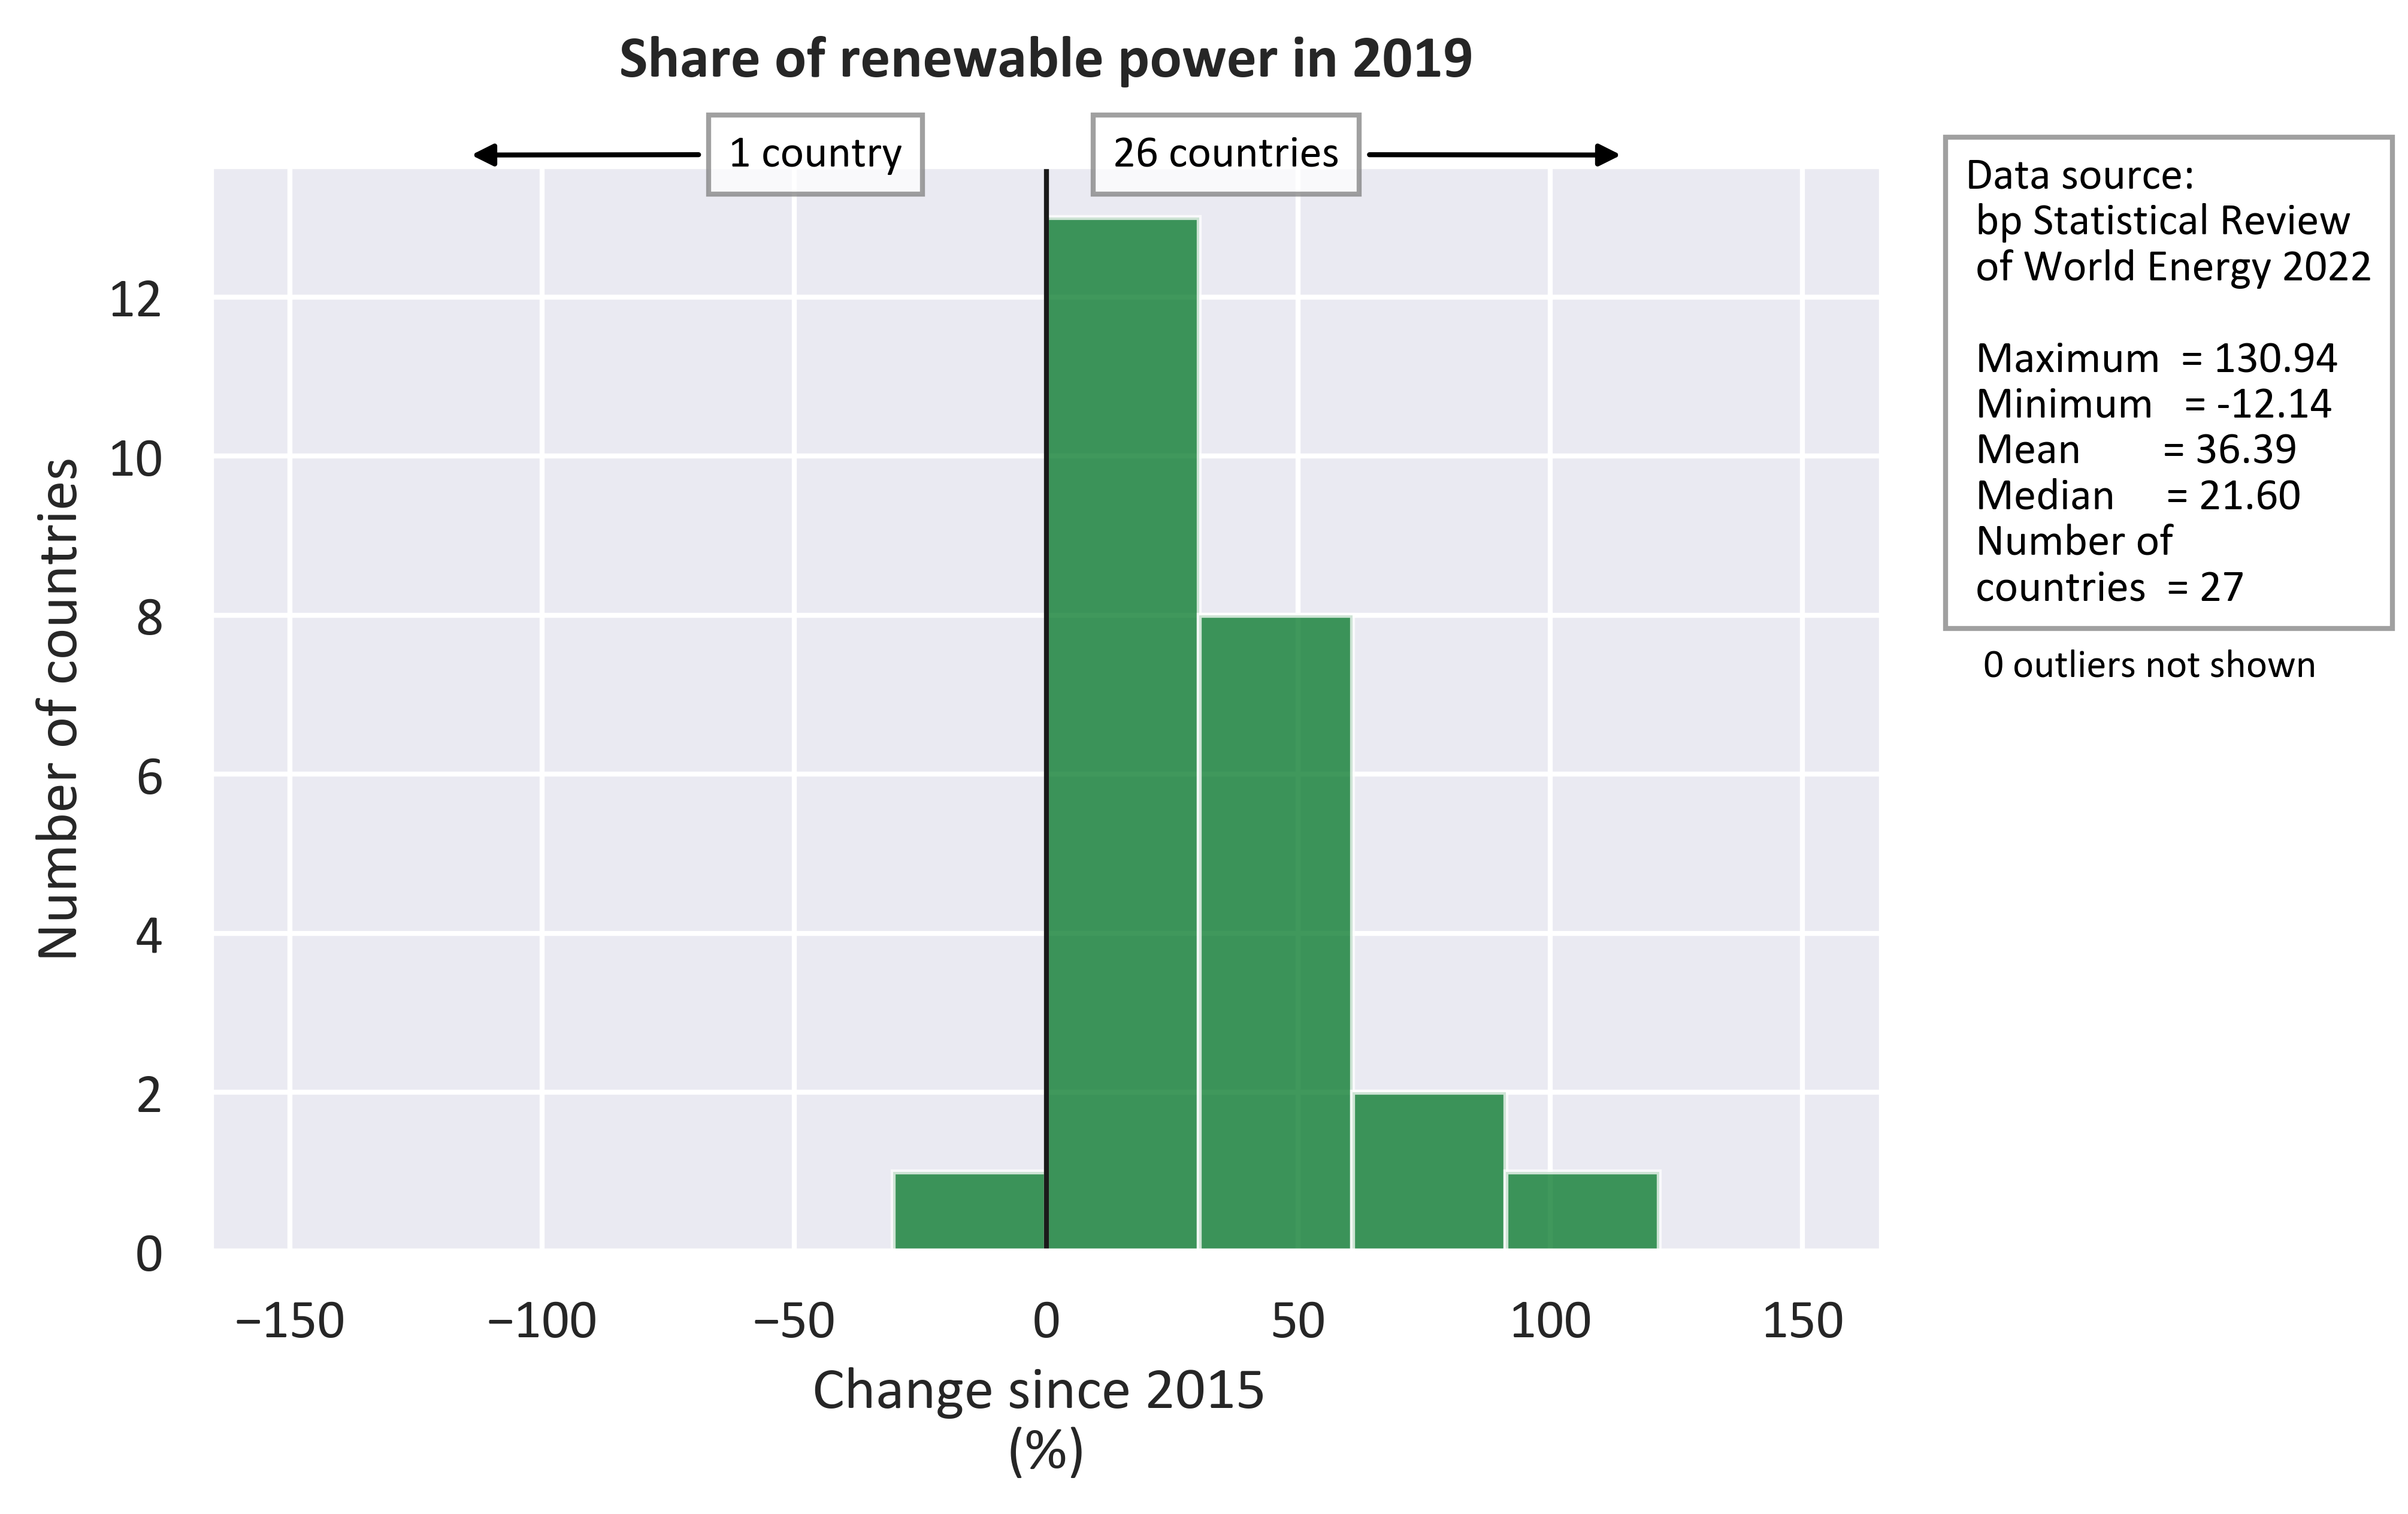 Share of renewable power in 2019
1 country
26 countries
Data source:
bp Statistical Review
of World Energy 2022
Maximum = 130.94
Minimum = -12.14
Mean = 36.39
Median = 21.60
Number of
countries = 27
0 outliers not shown
Number of countries
12
10
8
6
4
2
0
−150 −100 −50 0 50 100 150
Change since 2015
(%)